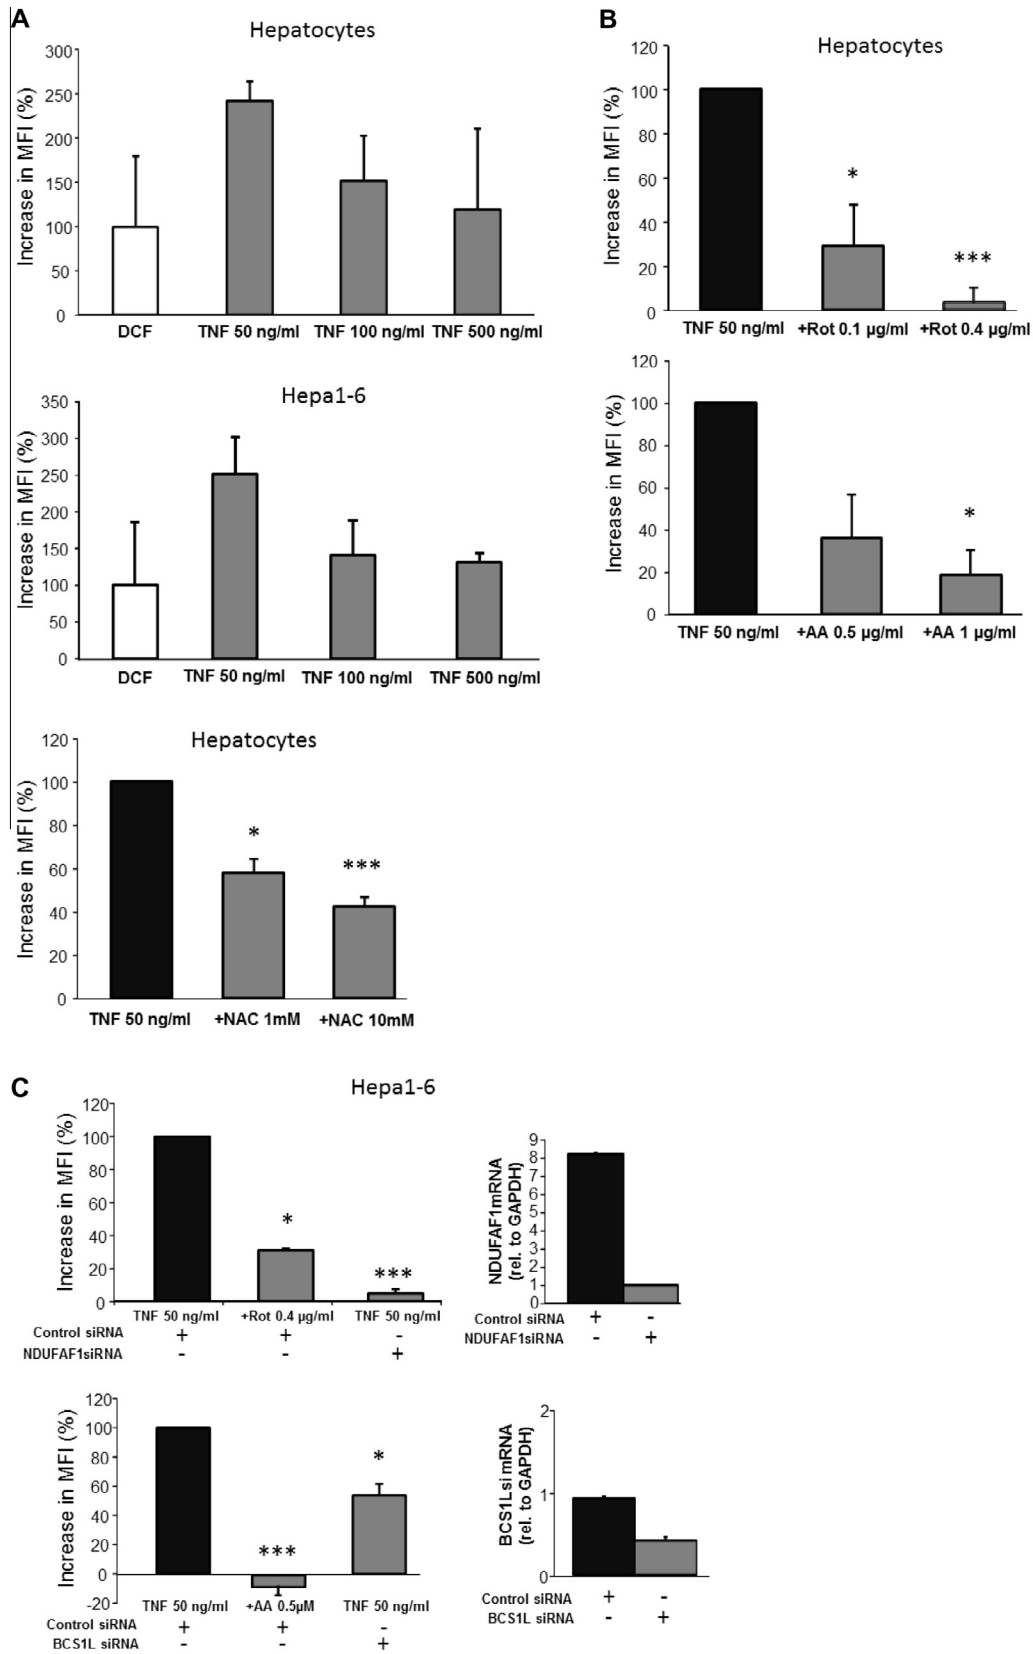 A
Hepatocytes
Increase in MFI (%)
300
250
200
150
100
50
0
DCF TNF 50 ng/ml TNF 100 ng/ml TNF 500 ng/ml
Hepa1-6
Increase in MFI (%)
350
300
250
200
150
100
50
0
DCF TNF 50 ng/ml TNF 100 ng/ml TNF 500 ng/ml
Hepatocytes
Increase in MFI (%)
120
100
80
60
40
20
0
*
***
TNF 50 ng/ml +NAC 1mM +NAC 10mM
B
Hepatocytes
Increase in MFI (%)
120
100
80
60
40
20
0
*
***
TNF 50 ng/ml +Rot 0.1 µg/ml +Rot 0.4 µg/ml
Increase in MFI (%)
120
100
80
60
40
20
0
*
TNF 50 ng/ml +AA 0.5 µg/ml +AA 1 µg/ml
C
Hepa1-6
Increase in MFI (%)
120
100
80
60
40
20
0
*
***
TNF 50 ng/ml +Rot 0.4 µg/ml TNF 50 ng/ml
Control siRNA + + -
NDUFAF1siRNA - - +
NDUFAF1mRNA
(rel. to GAPDH)
9
8
7
6
5
4
3
2
1
0
Control siRNA + -
NDUFAF1siRNA - +
Increase in MFI (%)
120
100
80
60
40
20
0
-20
***
*
TNF 50 ng/ml +AA 0.5µM TNF 50 ng/ml
Control siRNA + + -
BCS1L siRNA - - +
BCS1Lsi mRNA
(rel. to GAPDH)
2
1
0
Control siRNA + -
BCS1L siRNA - +